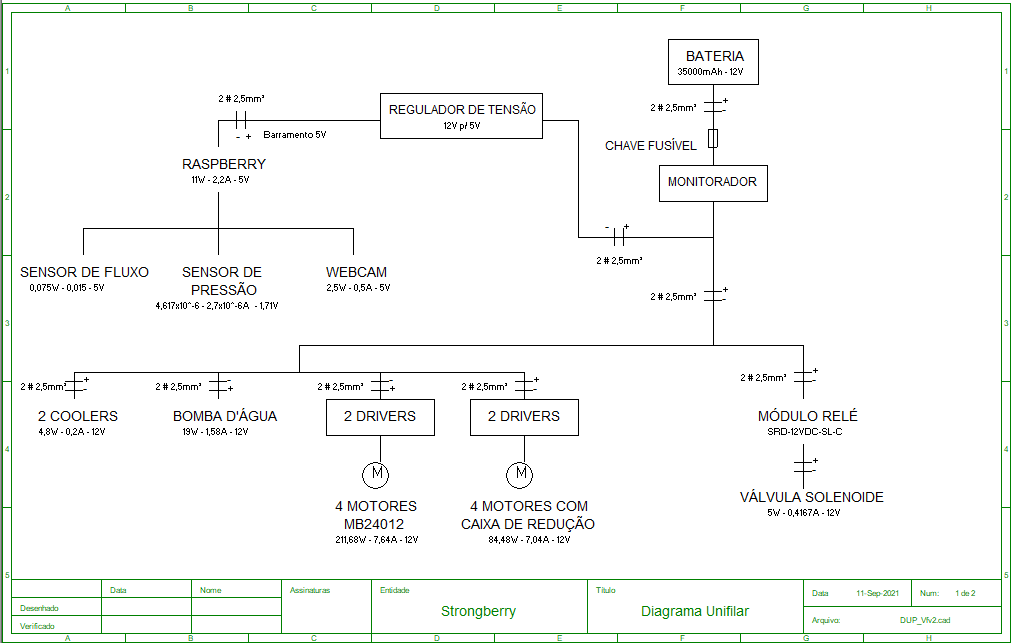 A B C D E F G H
1 1
BATERIA
35000mAh - 12V
2 # 2,5mm²
+
-
2 # 2,5mm²
- +
Barramento 5V
REGULADOR DE TENSÃO
12V p/ 5V
CHAVE FUSÍVEL
MONITORADOR
RASPBERRY
11W - 2,2A - 5V
2 2
- +
2 # 2,5mm²
SENSOR DE FLUXO
0,075W - 0,015 - 5V
SENSOR DE
PRESSÃO
4,617x10^-6 - 2,7x10^-6A - 1,71V
WEBCAM
2,5W - 0,5A - 5V
2 # 2,5mm²
+
-
3 3
2 # 2,5mm²
+
-
2 # 2,5mm²
-
+
2 # 2,5mm²
-
+
2 # 2,5mm²
+
-
2 # 2,5mm²
+
-
2 COOLERS
4,8W - 0,2A - 12V
BOMBA D'ÁGUA
19W - 1,58A - 12V
2 DRIVERS
2 DRIVERS
MÓDULO RELÉ
SRD-12VDC-SL-C
4 4
+
-
M
M
4 MOTORES
MB24012
211,68W - 7,64A - 12V
4 MOTORES COM
CAIXA DE REDUÇÃO
84,48W - 7,04A - 12V
VÁLVULA SOLENOIDE
5W - 0,4167A - 12V
5 5
Data Nome Assinaturas Entidade Título Data 11-Sep-2021 Num: 1 de 2
Desenhado
Strongberry
Diagrama Unifilar
Arquivo: DUP_Vfv2.cad
Verificado
A B C D E F G H